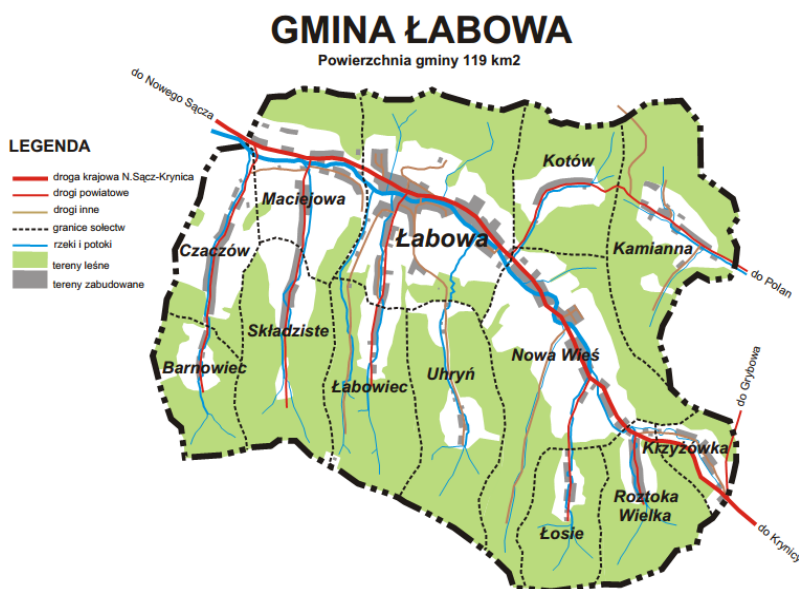 GMINA ŁABOWA
Powierzchnia gminy 119 km2
do Nowego Sącza
LEGENDA
droga krajowa N.Sącz-Krynica
drogi powiatowe
drogi inne
granice sołectw
rzeki i potoki
tereny leśne
tereny zabudowane
Kotów
Maciejowa
Łabowa
Czaczów
Kamianna
do Polan
Składziste
Nowa Wieś
Barnowiec
Łabowiec
Uhryń
do Grybowa
Krzyżówka
Roztoka
Wielka
Łosie
do Krynicy